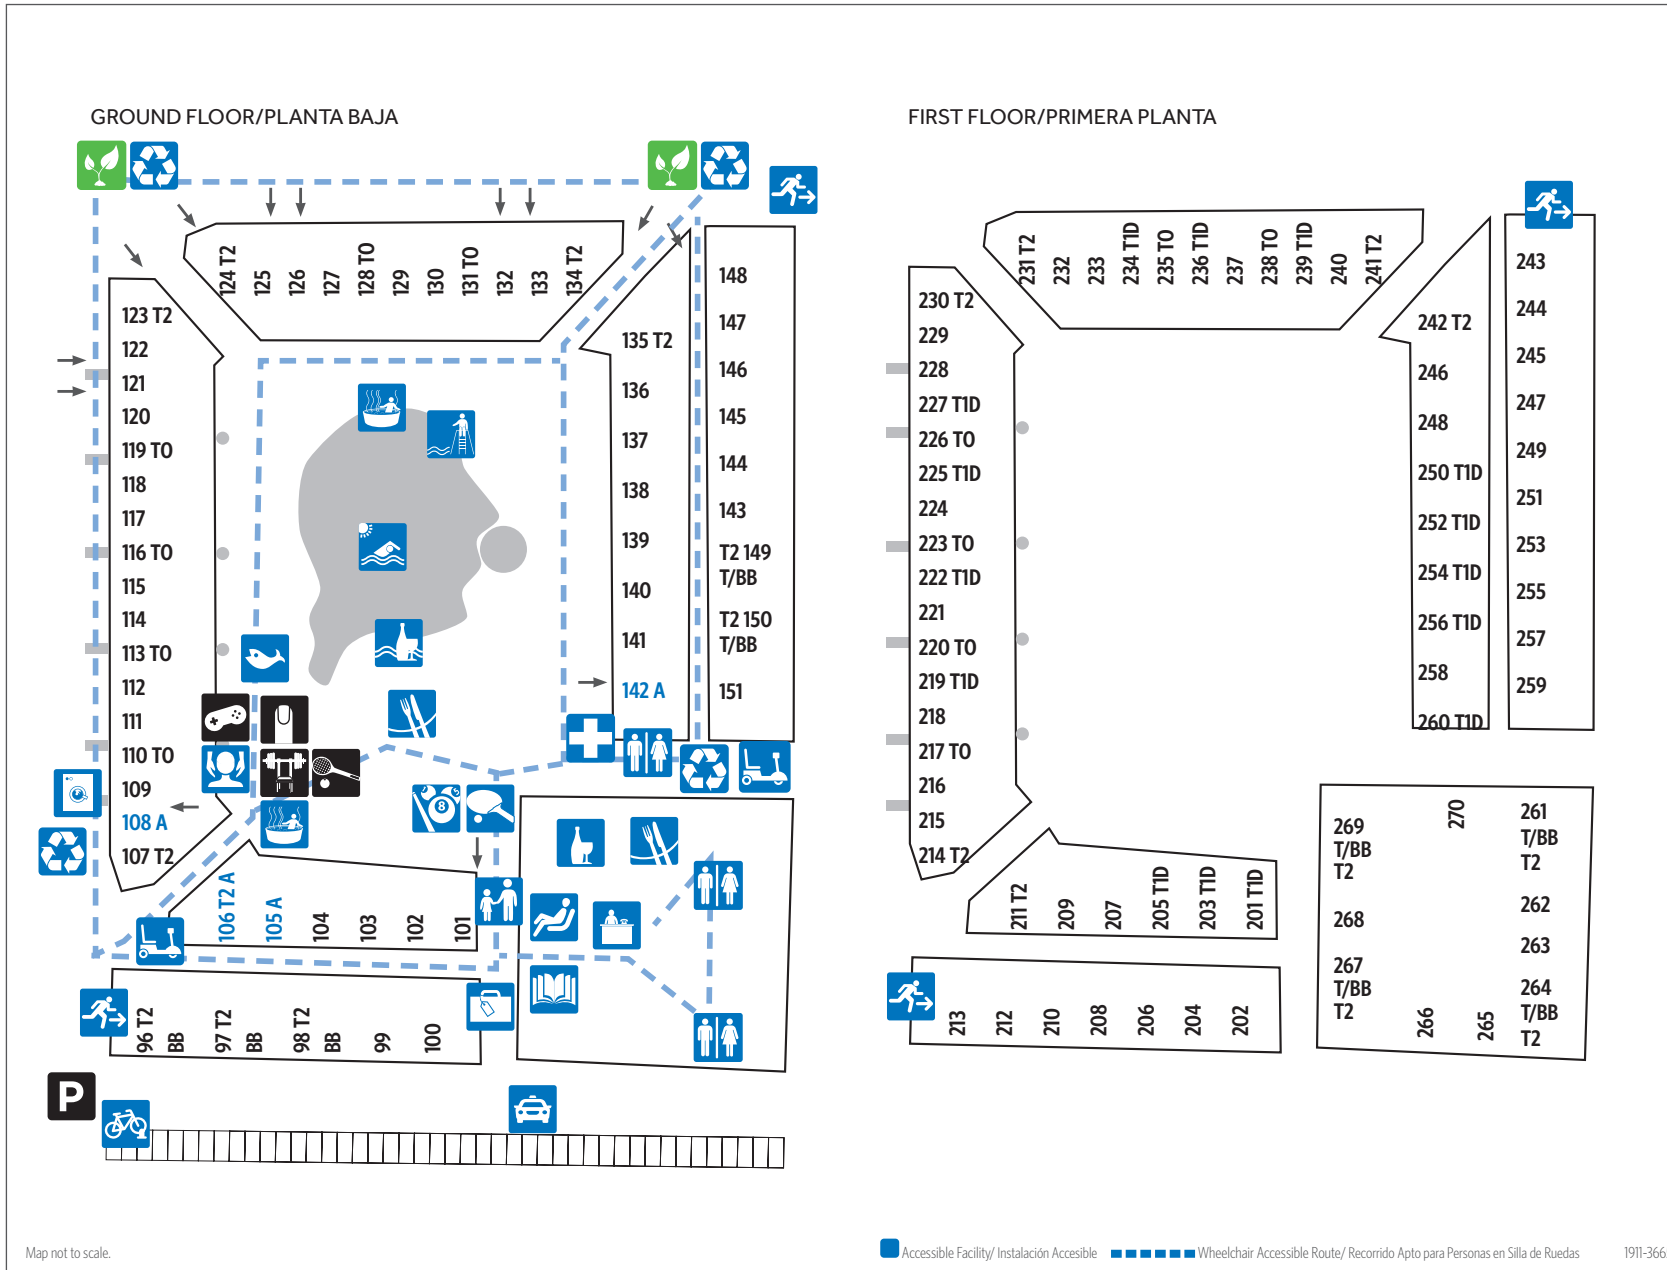 GROUND FLOOR/PLANTA BAJA
124 T2
125
126
127
128 TO
129
130
131 TO
132
133
134 T2
123 T2
122
121
120
119 TO
118
117
116 TO
115
114
113 TO
112
111
110 TO
109
108 A
107 T2
135 T2
136
137
138
139
140
141
142 A
148
147
146
145
144
143
T2 149
T/BB
T2 150
T/BB
151
8
106 T2 A
105 A
104
103
102
101
96 T2
BB
97 T2
BB
98 T2
BB
99
100
P
FIRST FLOOR/PRIMERA PLANTA
231 T2
232
233
234 T1D
235 TO
236 T1D
237
238 TO
239 T1D
240
241 T2
230 T2
229
228
227 T1D
226 TO
225 T1D
224
223 TO
222 T1D
221
220 TO
219 T1D
218
217 TO
216
215
214 T2
242 T2
246
248
250 T1D
252 T1D
254 T1D
256 T1D
258
260 T1D
243
244
245
247
249
251
253
255
257
259
211 T2
209
207
205 T1D
203 T1D
201 T1D
213
212
210
208
206
204
202
269
T/BB
T2
268
267
T/BB
T2
270
266
265
261
T/BB
T2
262
263
264
T/BB
T2
Map not to scale.
Accessible Facility/ Instalación Accesible
Wheelchair Accessible Route/ Recorrido Apto para Personas en Silla de Ruedas
1911-366